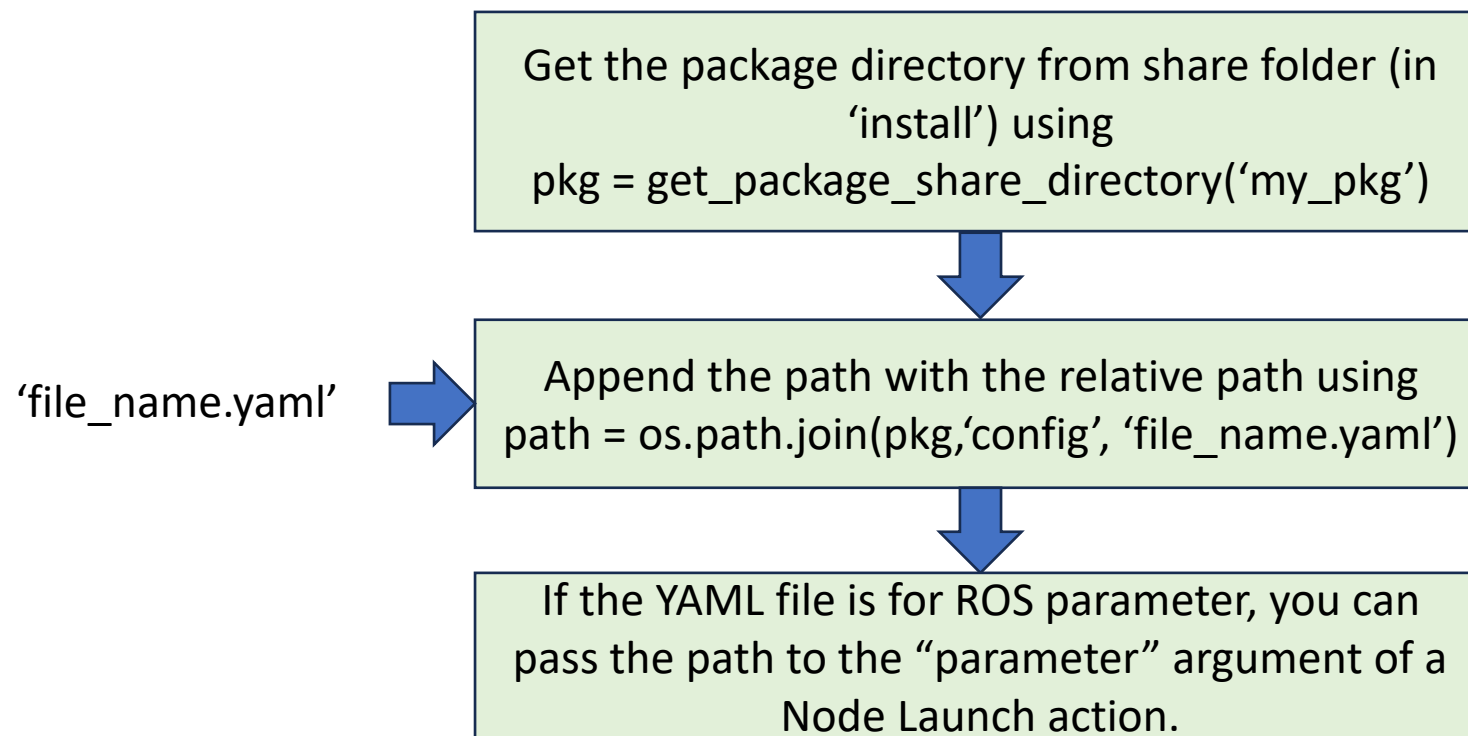 Get the package directory from share folder (in
‘install’) using
pkg = get_package_share_directory(‘my_pkg’)
‘file_name.yaml’
Append the path with the relative path using
path = os.path.join(pkg,‘config’, ‘file_name.yaml’)
If the YAML file is for ROS parameter, you can
pass the path to the “parameter” argument of a
Node Launch action.